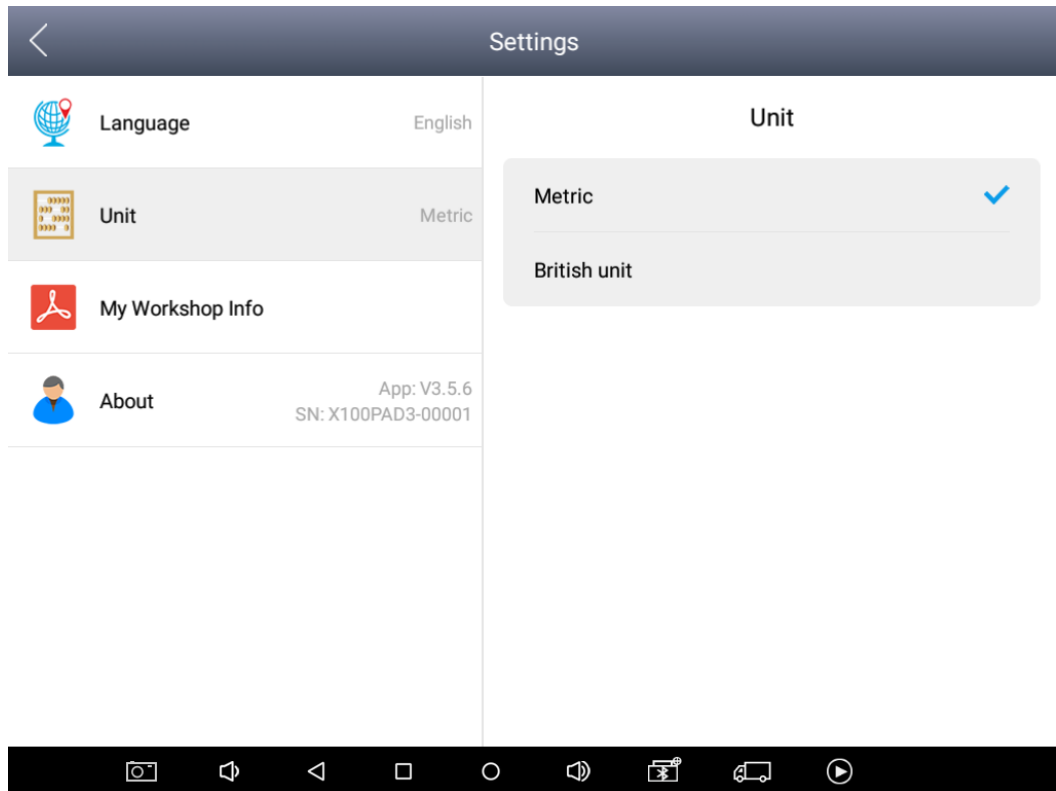 Settings
Language
English
Unit
Metric
My Workshop Info
About
App: V3.5.6
SN: X100PAD3-00001
Unit
Metric
British unit